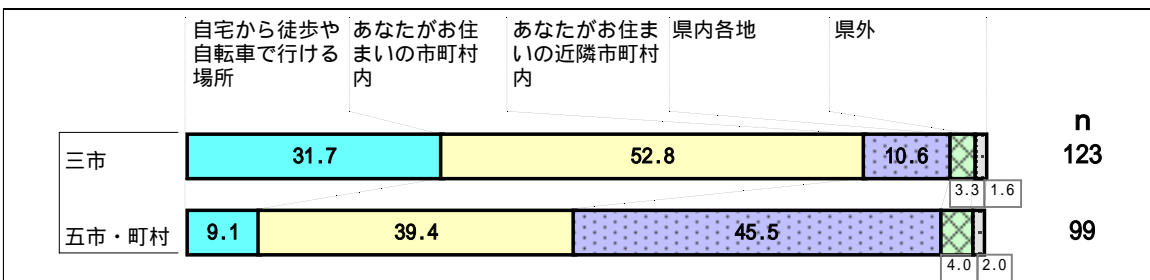 自宅から徒歩や
自転車で行ける
場所
あなたがお住
まいの市町村
内
あなたがお住ま
いの近隣市町村
内
県内各地
県外
n
三市
31.7
52.8
10.6
3.3
1.6
123
五市・町村
9.1
39.4
45.5
4.0
2.0
99